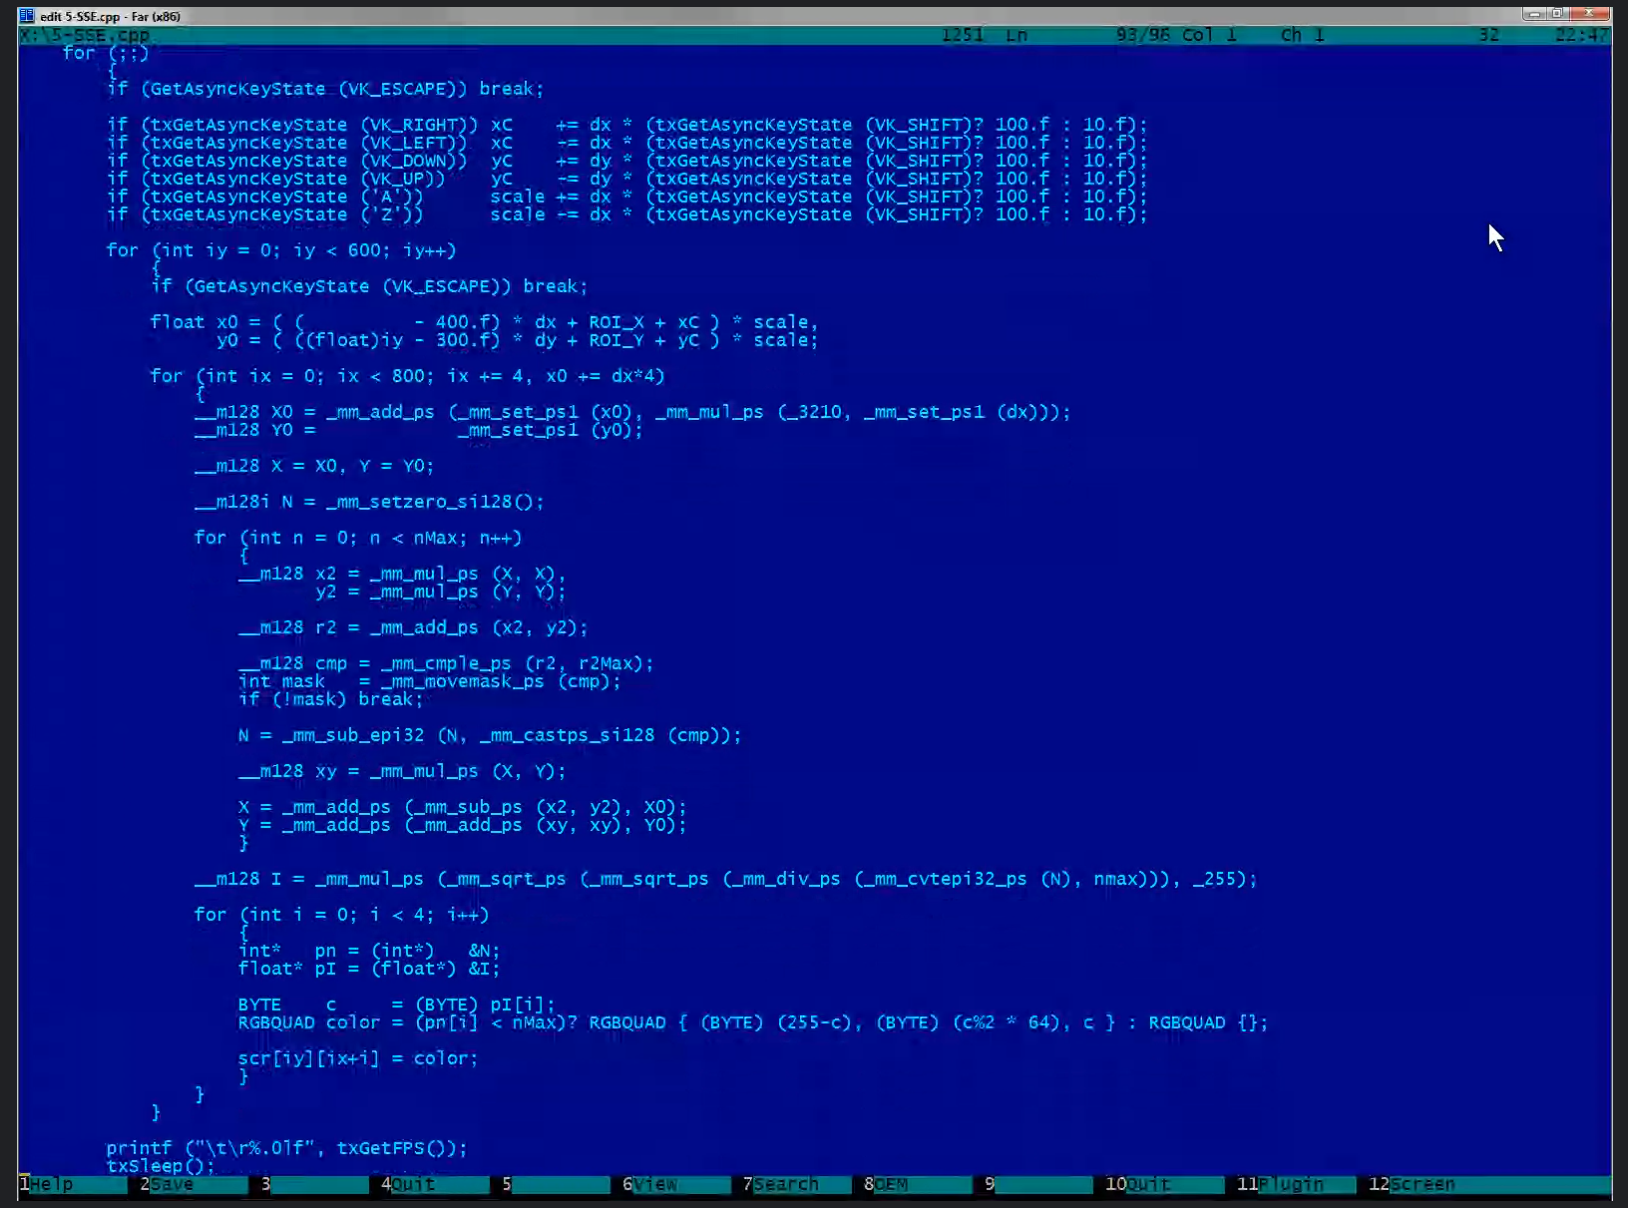 edit 5-SSE.cpp - Far (x86)
X:\5-SSE.cpp 1251 Ln 93/96 Col 1 Ch 1 32 22:47
for (;;)
{
if (GetAsyncKeyState (VK_ESCAPE)) break;
if (txGetAsyncKeyState (VK_RIGHT)) xC += dx * (txGetAsyncKeyState (VK_SHIFT)? 100.f : 10.f);
if (txGetAsyncKeyState (VK_LEFT)) xC -= dx * (txGetAsyncKeyState (VK_SHIFT)? 100.f : 10.f);
if (txGetAsyncKeyState (VK_DOWN)) yC += dy * (txGetAsyncKeyState (VK_SHIFT)? 100.f : 10.f);
if (txGetAsyncKeyState (VK_UP)) yC -= dy * (txGetAsyncKeyState (VK_SHIFT)? 100.f : 10.f);
if (txGetAsyncKeyState ('A')) scale += dx * (txGetAsyncKeyState (VK_SHIFT)? 100.f : 10.f);
if (txGetAsyncKeyState ('Z')) scale -= dx * (txGetAsyncKeyState (VK_SHIFT)? 100.f : 10.f);
for (int iy = 0; iy < 600; iy++)
{
if (GetAsyncKeyState (VK_ESCAPE)) break;
float x0 = ( ( - 400.f) * dx + ROI_X + xC ) * scale,
y0 = ( ((float)iy - 300.f) * dy + ROI_Y + yC ) * scale;
for (int ix = 0; ix < 800; ix += 4, x0 += dx*4)
{
__m128 X0 = _mm_add_ps (_mm_set_ps1 (x0), _mm_mul_ps (_3210, _mm_set_ps1 (dx)));
__m128 Y0 = _mm_set_ps1 (y0);
__m128 X = X0, Y = Y0;
__m128i N = _mm_setzero_si128();
for (int n = 0; n < nMax; n++)
{
__m128 x2 = _mm_mul_ps (X, X),
y2 = _mm_mul_ps (Y, Y);
__m128 r2 = _mm_add_ps (x2, y2);
__m128 cmp = _mm_cmple_ps (r2, r2Max);
int mask = _mm_movemask_ps (cmp);
if (!mask) break;
N = _mm_sub_epi32 (N, _mm_castps_si128 (cmp));
__m128 xy = _mm_mul_ps (X, Y);
X = _mm_add_ps (_mm_sub_ps (x2, y2), X0);
Y = _mm_add_ps (_mm_add_ps (xy, xy), Y0);
}
__m128 I = _mm_mul_ps (_mm_sqrt_ps (_mm_sqrt_ps (_mm_div_ps (_mm_cvtepi32_ps (N), nmax))), _255);
for (int i = 0; i < 4; i++)
{
int* pn = (int*) &N;
float* pI = (float*) &I;
BYTE c = (BYTE) pI[i];
RGBQUAD color = (pn[i] < nMax)? RGBQUAD { (BYTE) (255-c), (BYTE) (c%2 * 64), c } : RGBQUAD {};
scr[iy][ix+i] = color;
}
}
}
printf ("\t\r%.0lf", txGetFPS());
txSleep();
1Help 2Save 3 4Quit 5 6View 7Search 8OEM 9 10Quit 11Plugin 12Screen